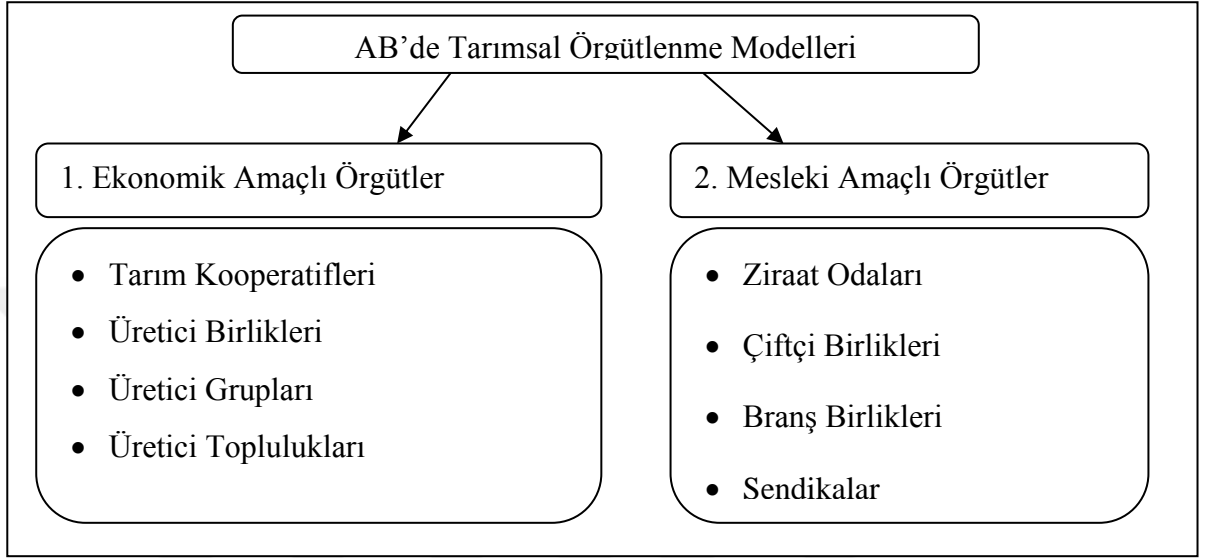 AB’de Tarımsal Örgütlenme Modelleri
1. Ekonomik Amaçlı Örgütler
• Tarım Kooperatifleri
• Üretici Birlikleri
• Üretici Grupları
• Üretici Toplulukları
2. Mesleki Amaçlı Örgütler
• Ziraat Odaları
• Çiftçi Birlikleri
• Branş Birlikleri
• Sendikalar